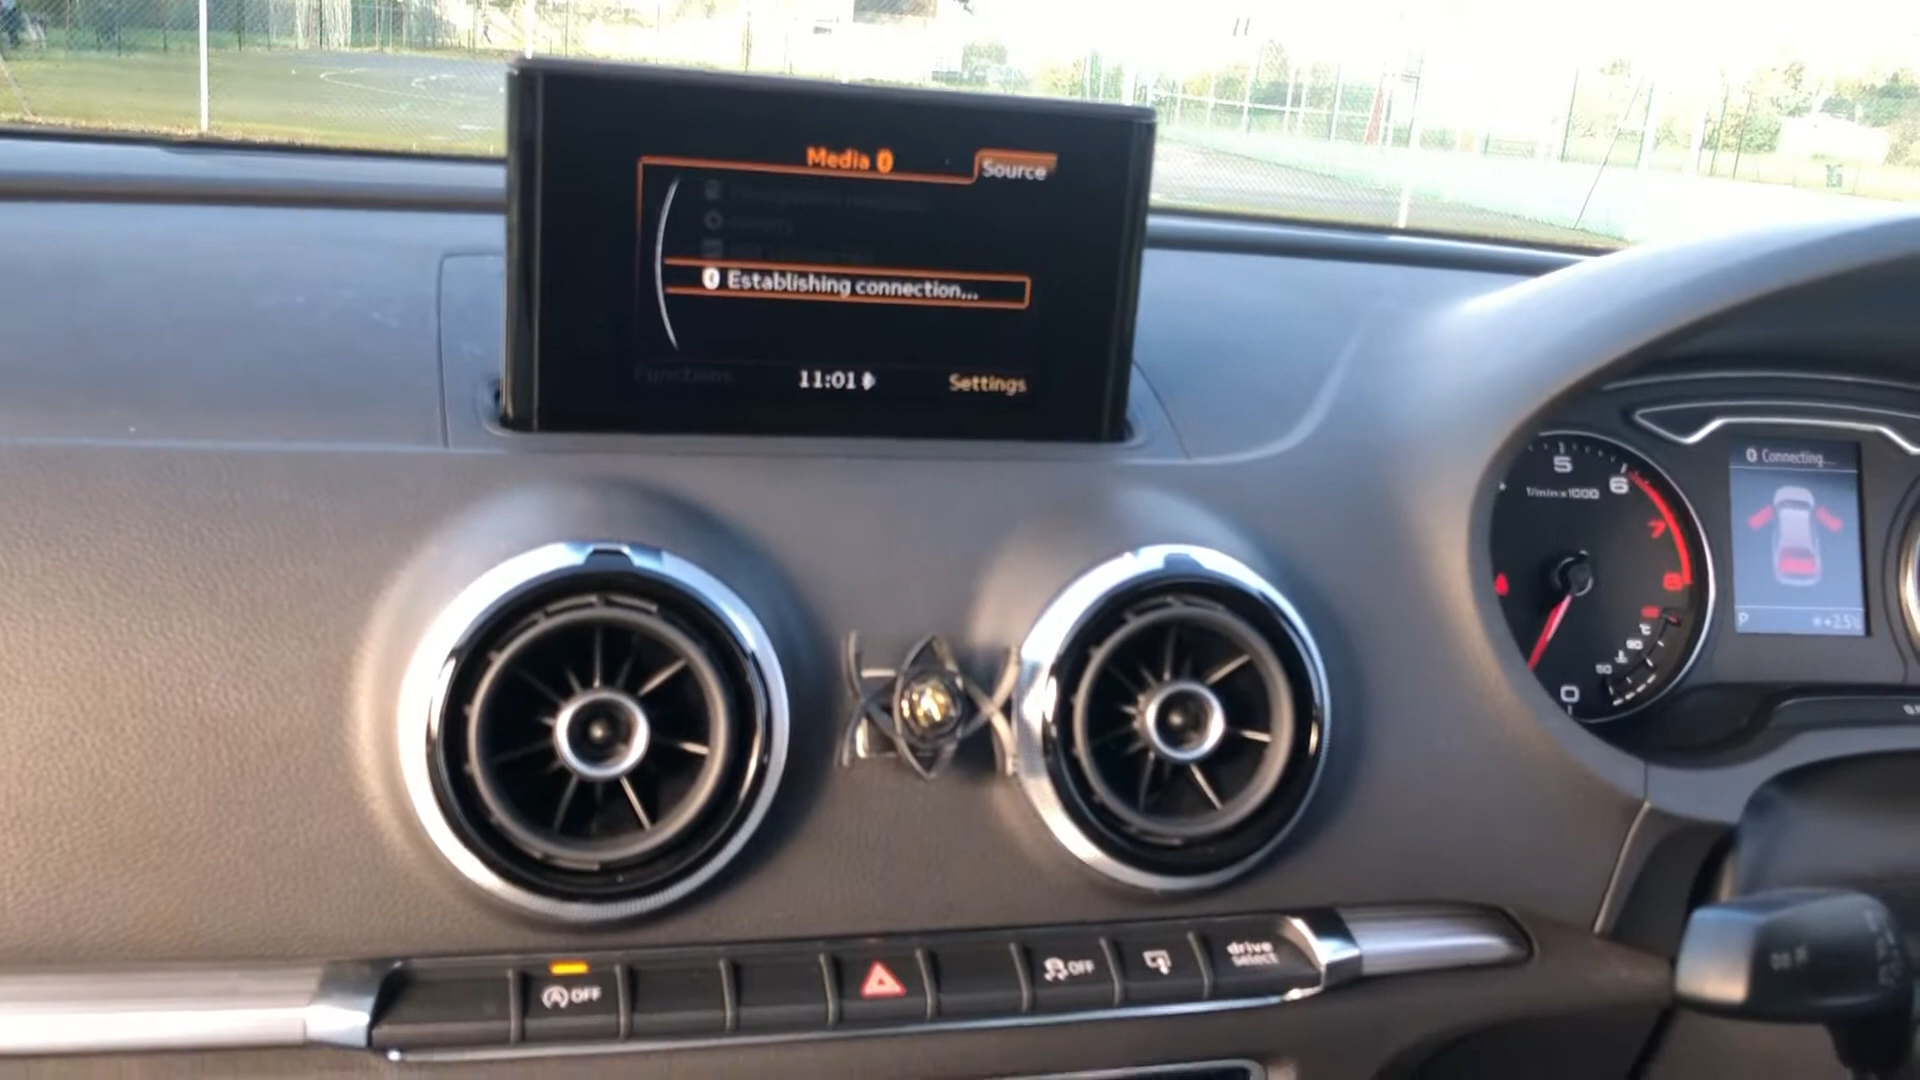 Media
Source
Establishing connection...
Functions
11:01
Settings
5
6
1/min x 1000
7
8
0
Connecting...
P
OFF
OFF
drive
select